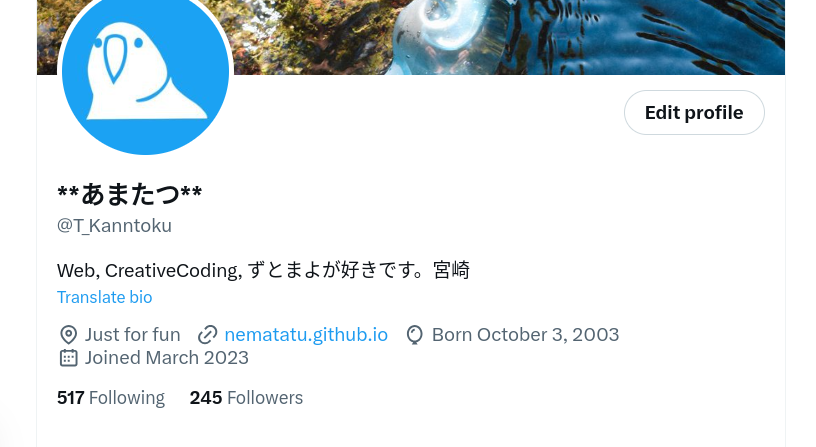 Edit profile
**あまたつ**
@T_Kanntoku
Web, CreativeCoding, ずとまよが好きです。宮崎
Translate bio
Just for fun nematatu.github.io Born October 3, 2003
Joined March 2023
517 Following 245 Followers